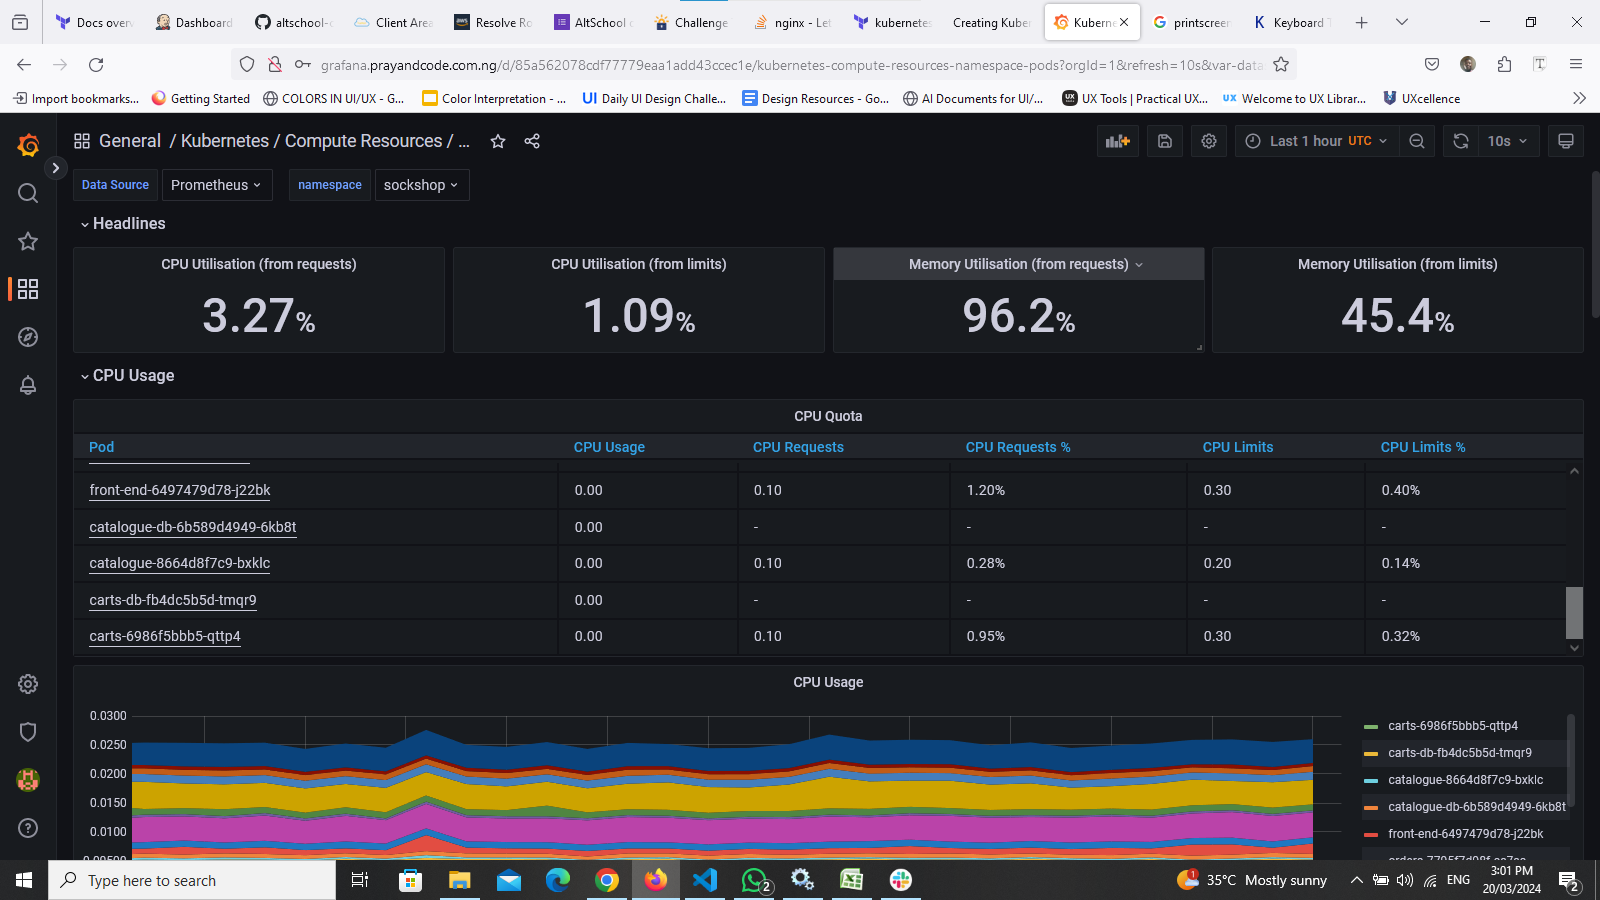 Docs overv
Dashboard
altschool-c
Client Area
Resolve Ro
AltSchool c
Challenge
nginx - Let
kubernetes
Creating Kuber
Kuberne
printscreen
Keyboard T
grafana.prayandcode.com.ng/d/85a562078cdf77779eaa1add43ccec1e/kubernetes-compute-resources-namespace-pods?orgId=1&refresh=10s&var-data
Import bookmarks...
Getting Started
COLORS IN UI/UX - G...
Color Interpretation - ...
UI Daily UI Design Challe...
Design Resources - Go...
AI Documents for UI/...
UX Tools | Practical UX...
UX Welcome to UX Librar...
UXcellence
General / Kubernetes / Compute Resources / ...
Last 1 hour UTC
10s
Data Source
Prometheus
namespace
sockshop
Headlines
CPU Utilisation (from requests)
CPU Utilisation (from limits)
Memory Utilisation (from requests)
Memory Utilisation (from limits)
3.27%
1.09%
96.2%
45.4%
CPU Usage
CPU Quota
Pod CPU Usage CPU Requests CPU Requests % CPU Limits CPU Limits %
front-end-6497479d78-j22bk 0.00 0.10 1.20% 0.30 0.40%
catalogue-db-6b589d4949-6kb8t 0.00 - - - -
catalogue-8664d8f7c9-bxklc 0.00 0.10 0.28% 0.20 0.14%
carts-db-fb4dc5b5d-tmqr9 0.00 - - - -
carts-6986f5bbb5-qttp4 0.00 0.10 0.95% 0.30 0.32%
CPU Usage
0.0300
0.0250
0.0200
0.0150
0.0100
0.00500
carts-6986f5bbb5-qttp4
carts-db-fb4dc5b5d-tmqr9
catalogue-8664d8f7c9-bxklc
catalogue-db-6b589d4949-6kb8t
front-end-6497479d78-j22bk
Type here to search
2
1
35°C Mostly sunny
ENG
3:01 PM
20/03/2024
2